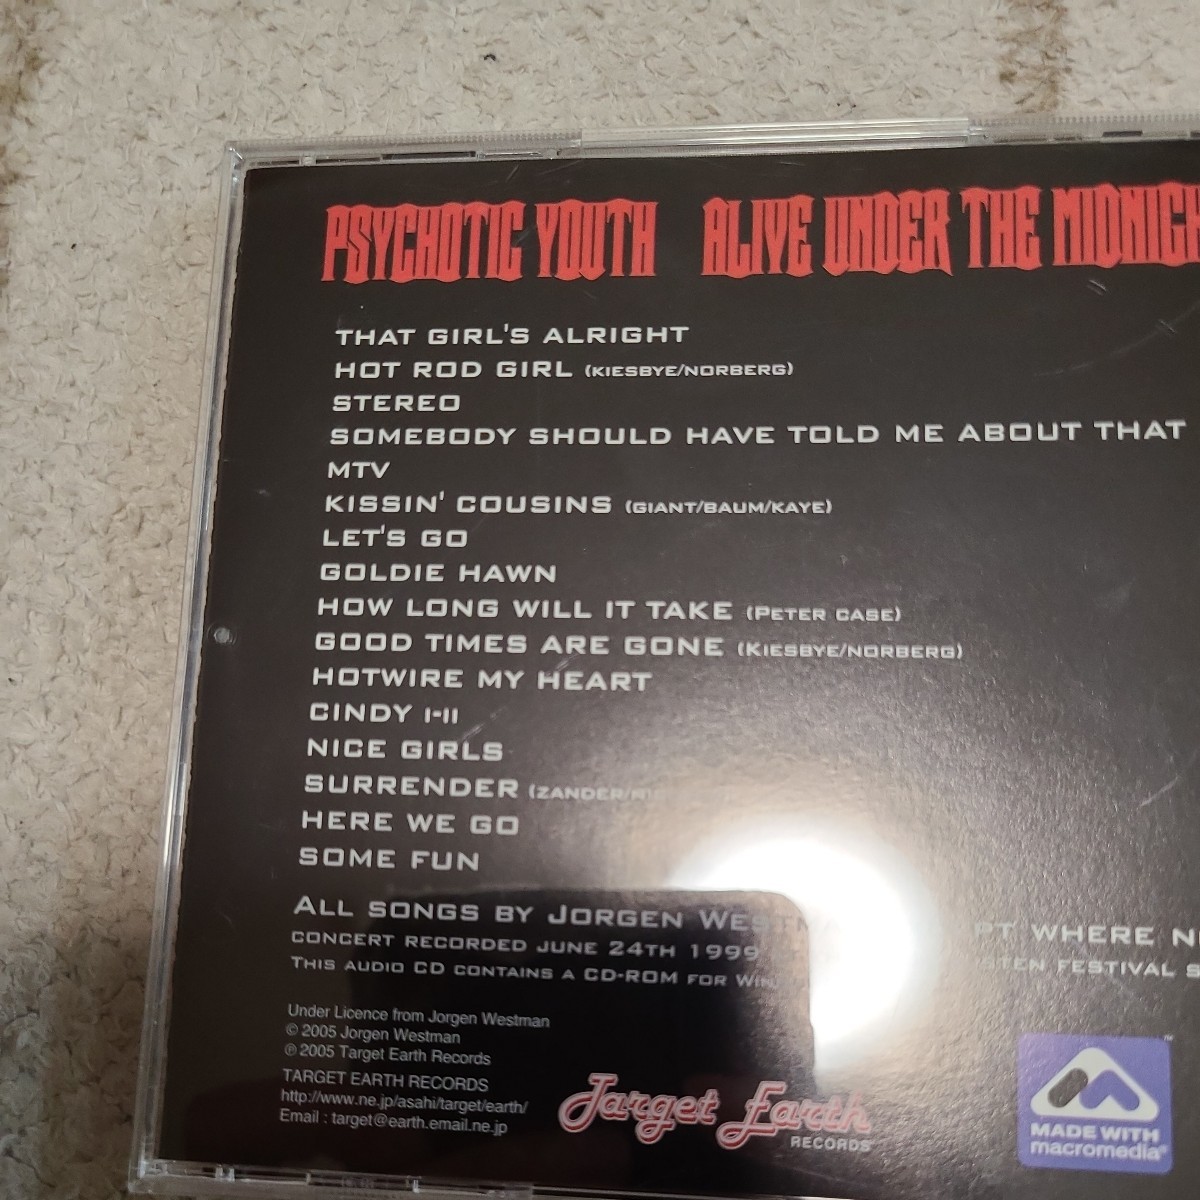 PSYCHOTIC YOUTH ALIVE UNDER THE
THAT GIRL'S ALRIGHT
HOT ROD GIRL (KIESBYE/NORBERG)
STEREO
SOMEBODY SHOULD HAVE TOLD ME ABOUT THAT
MTV
KISSIN' COUSINS (GIANT/BAUM/KAYE)
LET'S GO
GOLDIE HAWN
HOW LONG WILL IT TAKE (PETER CASE)
GOOD TIMES ARE GONE (KIESBYE/NORBERG)
HOTWIRE MY HEART
CINDY I-II
NICE GIRLS
SURRENDER (ZANDER/
HERE WE GO
SOME FUN
ALL SONGS BY JORGEN WHERE
CONCERT RECORDED JUNE 24TH 1999 FESTIVAL
THIS AUDIO CD CONTAINS A CD-ROM FOR
Under Licence from Jorgen Westman
© 2005 Jorgen Westman
℗ 2005 Target Earth Records
TARGET EARTH RECORDS
http://www.ne.jp/asahi/target/earth/
Email : target@earth.email.ne.jp
Target Earth
RECORDS
MADE WITH
macromedia®